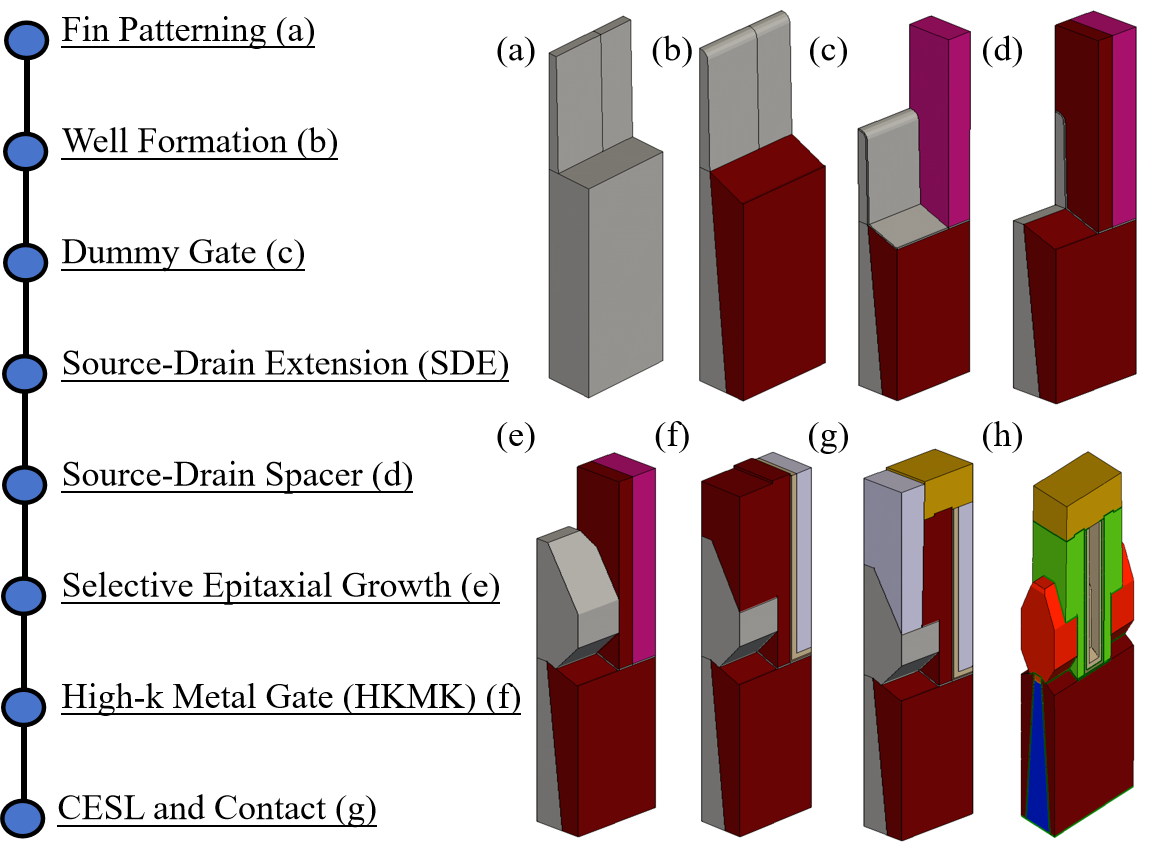 Fin Patterning (a)
Well Formation (b)
Dummy Gate (c)
Source-Drain Extension (SDE)
Source-Drain Spacer (d)
Selective Epitaxial Growth (e)
High-k Metal Gate (HKMK) (f)
CESL and Contact (g)
(a)
(b)
(c)
(d)
(e)
(f)
(g)
(h)